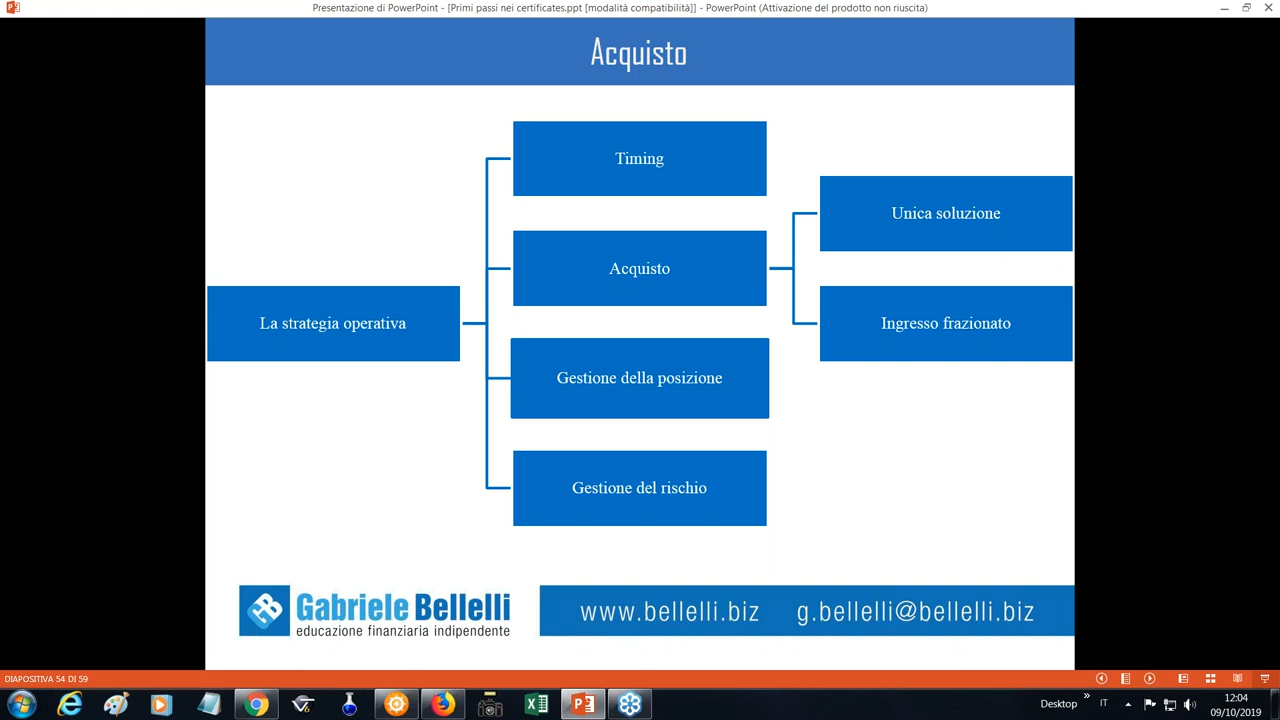 Presentazione di PowerPoint - [Primi passi nei certificates.ppt [modalità compatibilità]] - PowerPoint (Attivazione del prodotto non riuscita)
Acquisto
Timing
Unica soluzione
Acquisto
La strategia operativa
Ingresso frazionato
Gestione della posizione
Gestione del rischio
Gabriele Bellelli
educazione finanziaria indipendente
www.bellelli.biz g.bellelli@bellelli.biz
DIAPOSITIVA 54 DI 59
Desktop
IT
12:04
09/10/2019